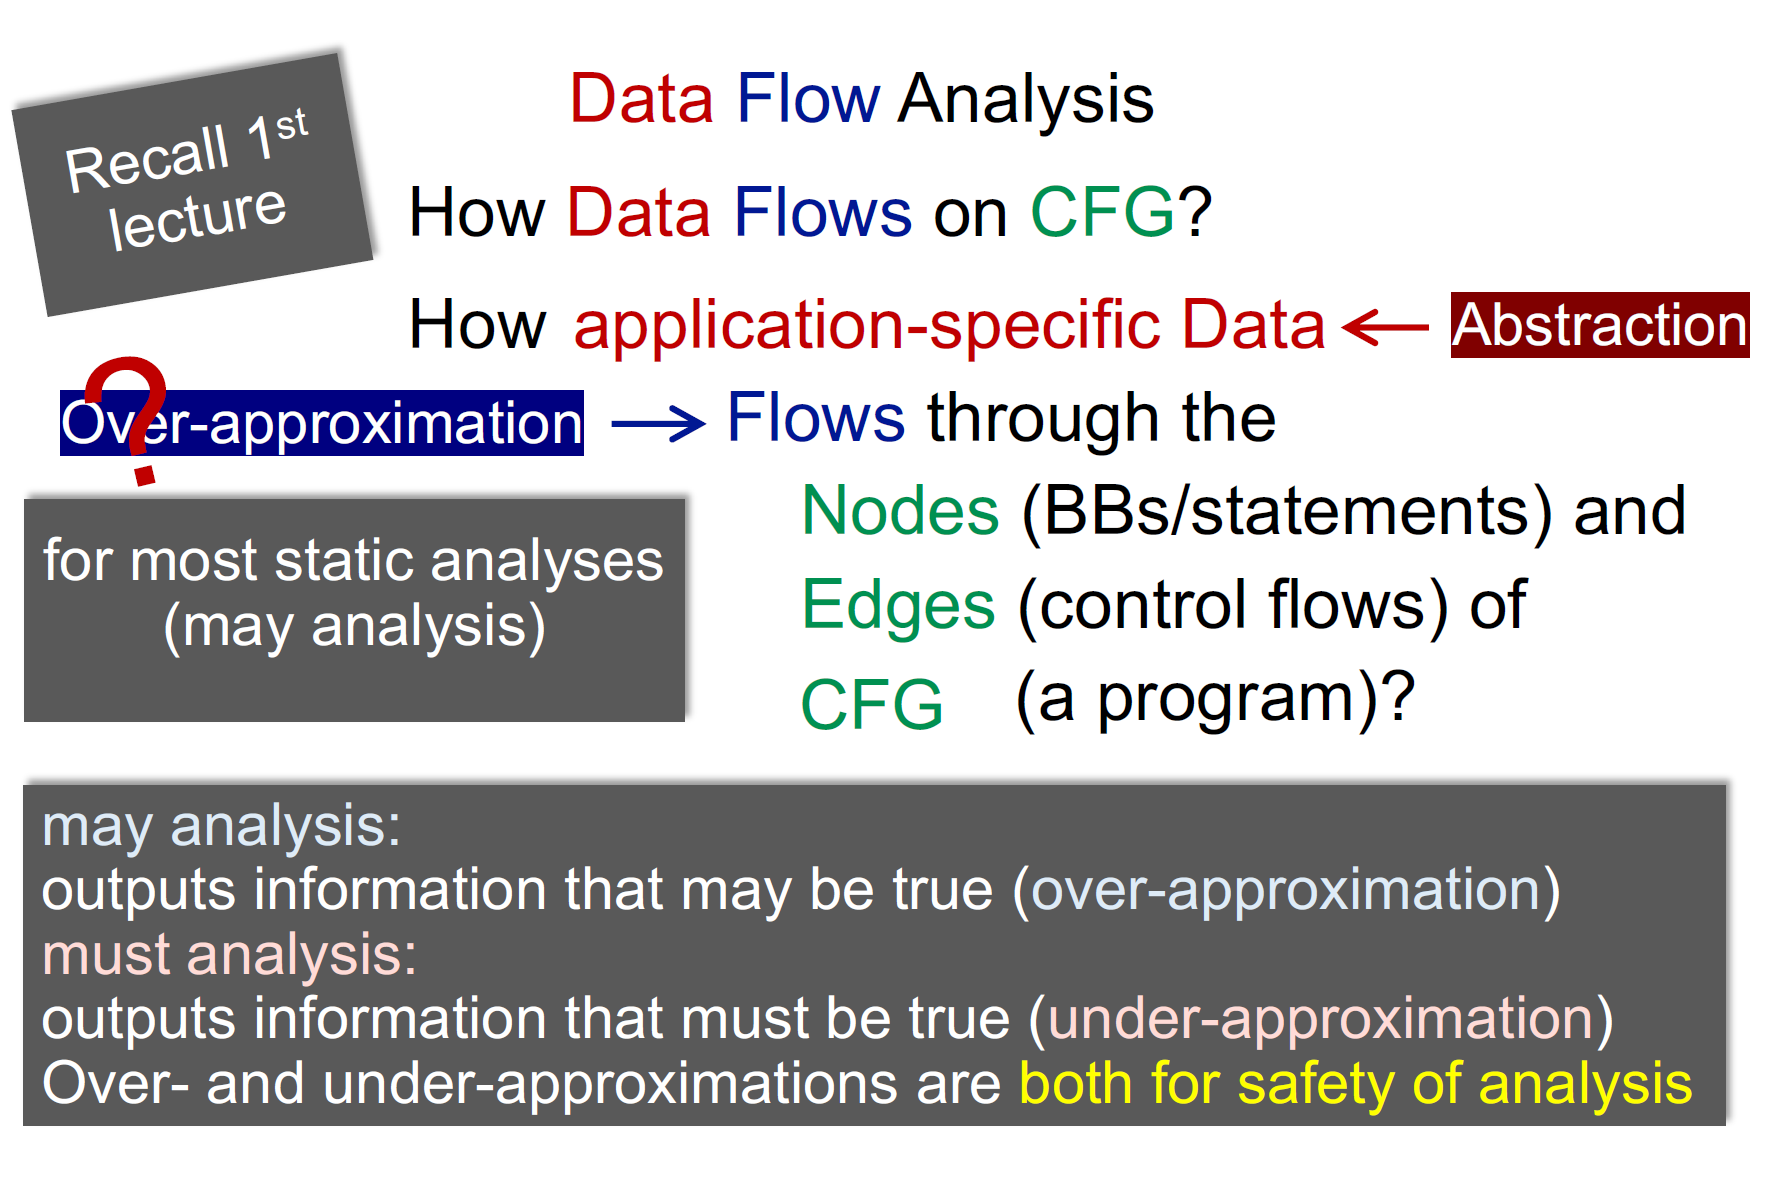 Recall 1st
lecture
Data Flow Analysis
How Data Flows on CFG?
How application-specific Data ← Abstraction
?
Over-approximation → Flows through the
Nodes (BBs/statements) and
for most static analyses
(may analysis)
Edges (control flows) of
CFG (a program)?
may analysis:
outputs information that may be true (over-approximation)
must analysis:
outputs information that must be true (under-approximation)
Over- and under-approximations are both for safety of analysis